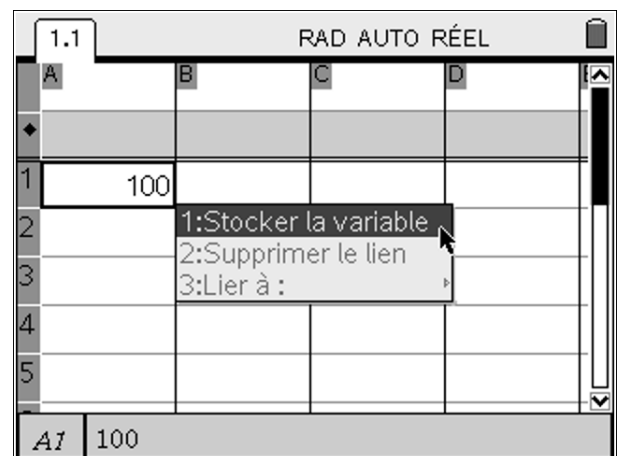 1.1 RAD AUTO RÉEL
A B C D E
◆
1 100
1:Stocker la variable
2 2:Supprimer le lien
3 3:Lier à :
4
5
A1 100